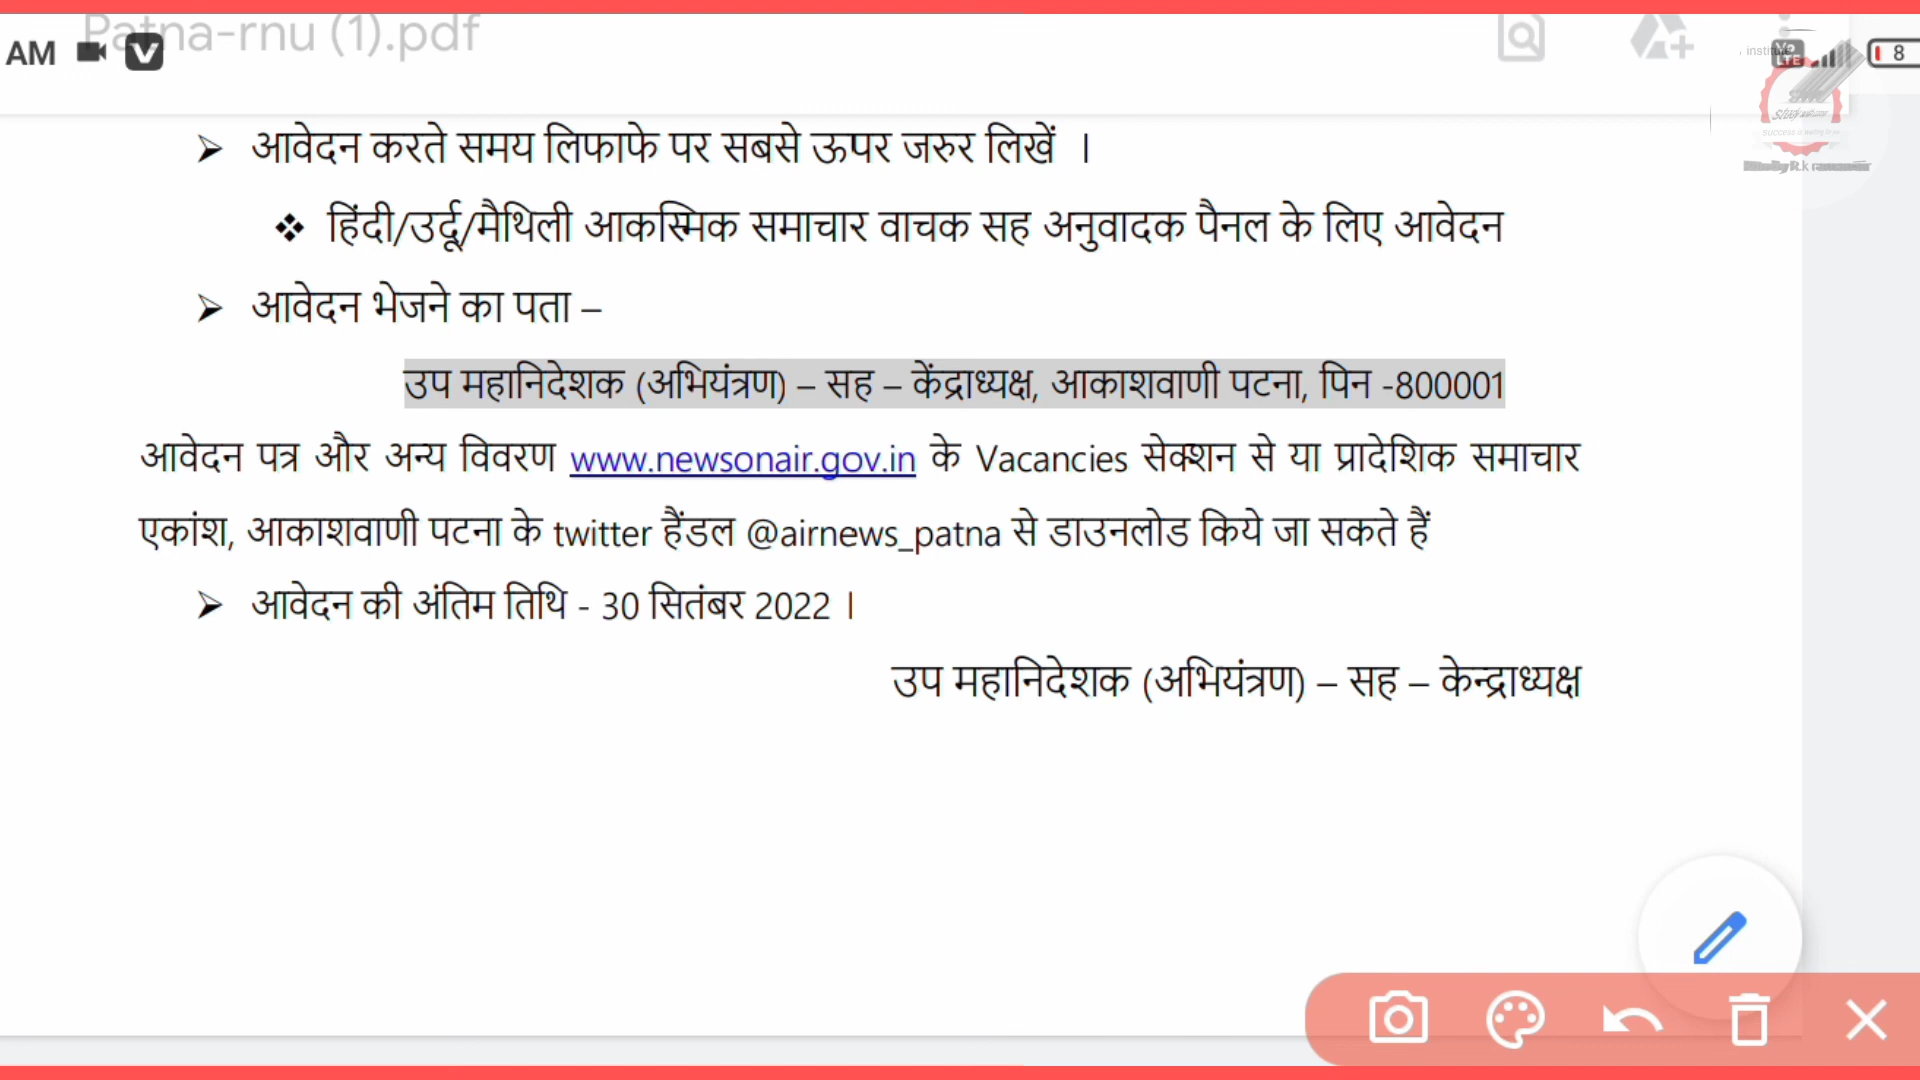 Patna-rnu (1).pdf
AM
8
➢ आवेदन करते समय लिफाफे पर सबसे ऊपर जरुर लिखें ।
❖ हिंदी/उर्दू/मैथिली आकस्मिक समाचार वाचक सह अनुवादक पैनल के लिए आवेदन
➢ आवेदन भेजने का पता –
उप महानिदेशक (अभियंत्रण) – सह – केंद्राध्यक्ष, आकाशवाणी पटना, पिन -800001
आवेदन पत्र और अन्य विवरण www.newsonair.gov.in के Vacancies सेक्शन से या प्रादेशिक समाचार
एकांश, आकाशवाणी पटना के twitter हैंडल @airnews_patna से डाउनलोड किये जा सकते हैं
➢ आवेदन की अंतिम तिथि - 30 सितंबर 2022 ।
उप महानिदेशक (अभियंत्रण) – सह – केन्द्राध्यक्ष